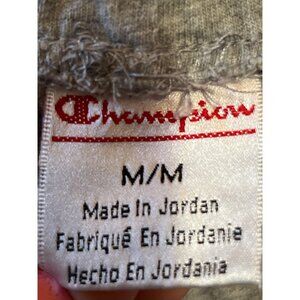 Champion
M/M
Made In Jordan
Fabriqué En Jordanie
Hecho En Jordania